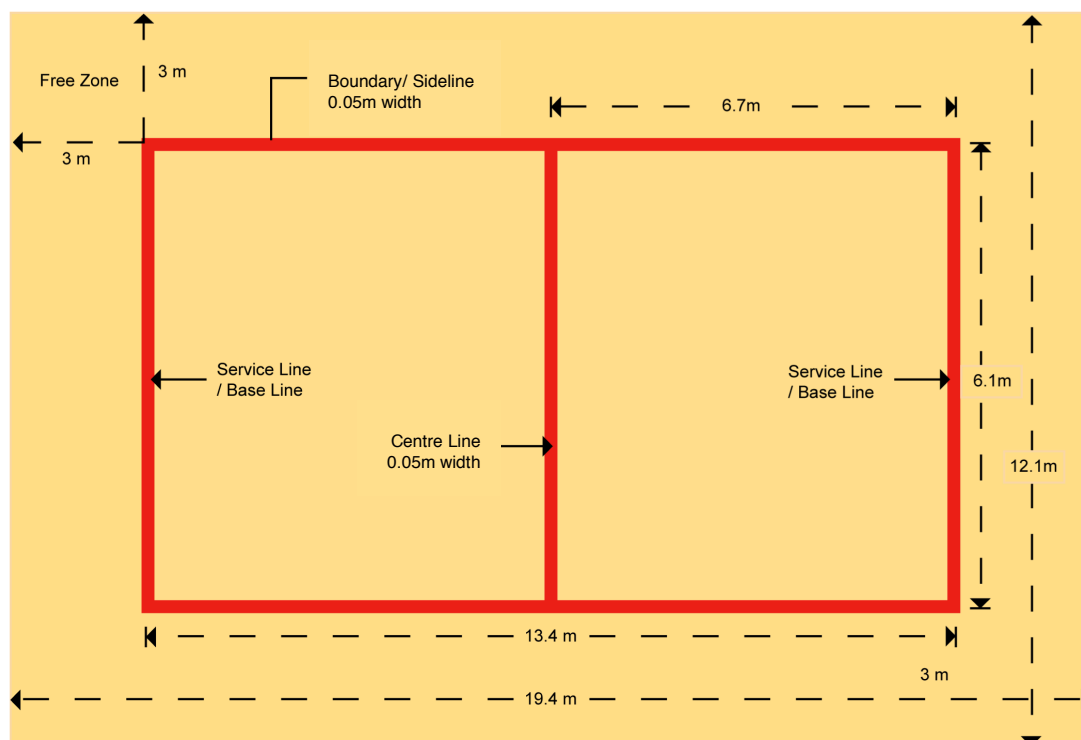 3 m
Free Zone
Boundary/ Sideline
0.05m width
6.7m
3 m
Service Line
/ Base Line
Service Line
/ Base Line
6.1m
Centre Line
0.05m width
12.1m
13.4 m
3 m
19.4 m